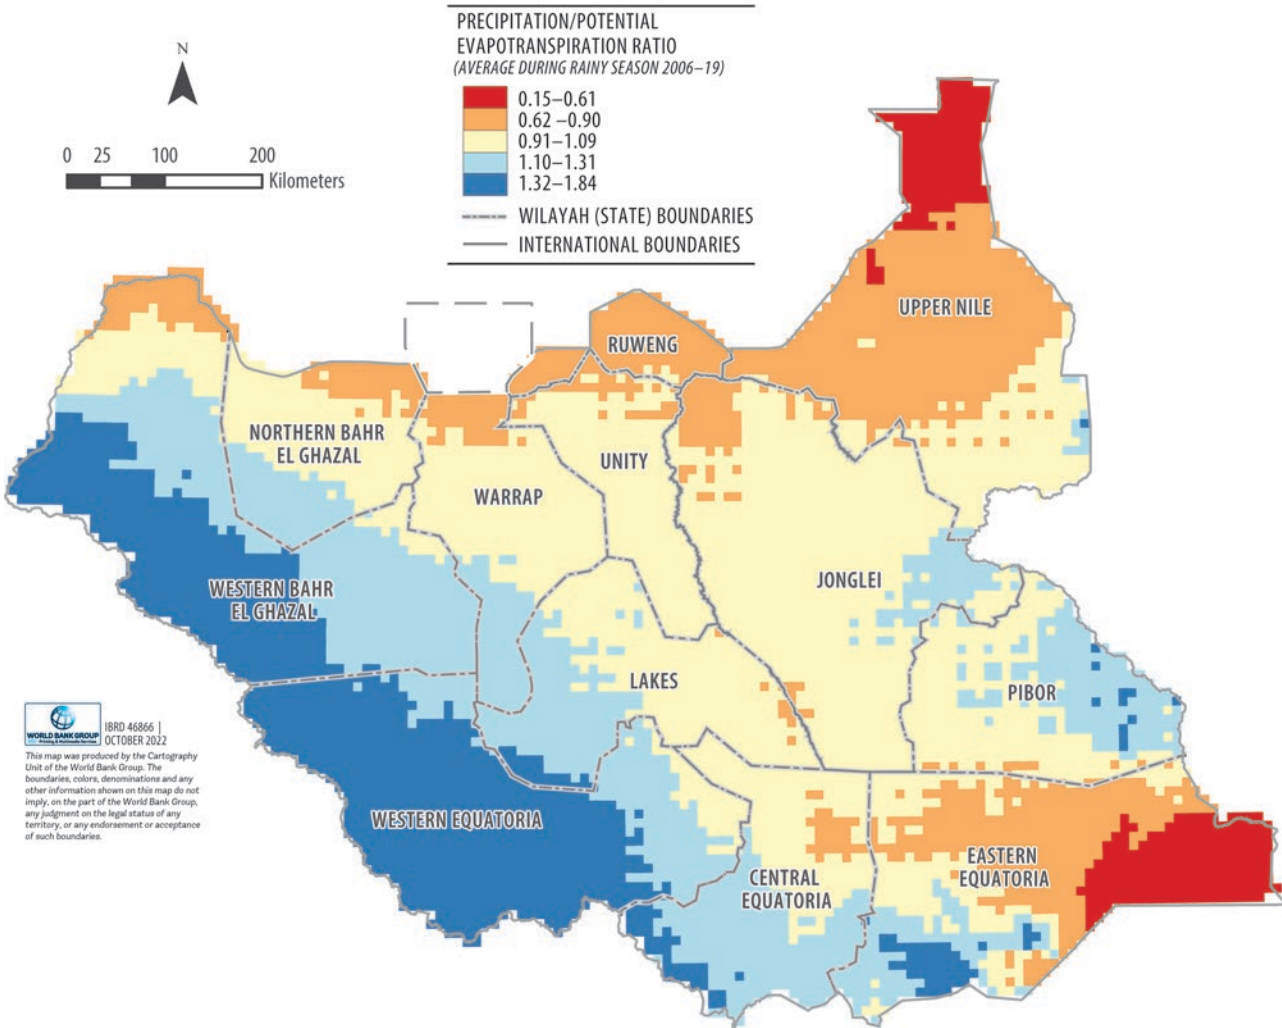 PRECIPITATION/POTENTIAL
EVAPOTRANSPIRATION RATIO
(AVERAGE DURING RAINY SEASON 2006–19)
0.15–0.61
0.62 –0.90
0.91–1.09
1.10–1.31
1.32–1.84
WILAYAH (STATE) BOUNDARIES
INTERNATIONAL BOUNDARIES
N
0 25 100 200
Kilometers
UPPER NILE
RUWENG
NORTHERN BAHR
EL GHAZAL
UNITY
WARRAP
JONGLEI
WESTERN BAHR
EL GHAZAL
LAKES
PIBOR
WESTERN EQUATORIA
CENTRAL
EQUATORIA
EASTERN
EQUATORIA
WORLD BANK GROUP
IBRD 46866 |
OCTOBER 2022
This map was produced by the Cartography
Unit of the World Bank Group. The
boundaries, colors, denominations and any
other information shown on this map do not
imply, on the part of the World Bank Group,
any judgment on the legal status of any
territory, or any endorsement or acceptance
of such boundaries.